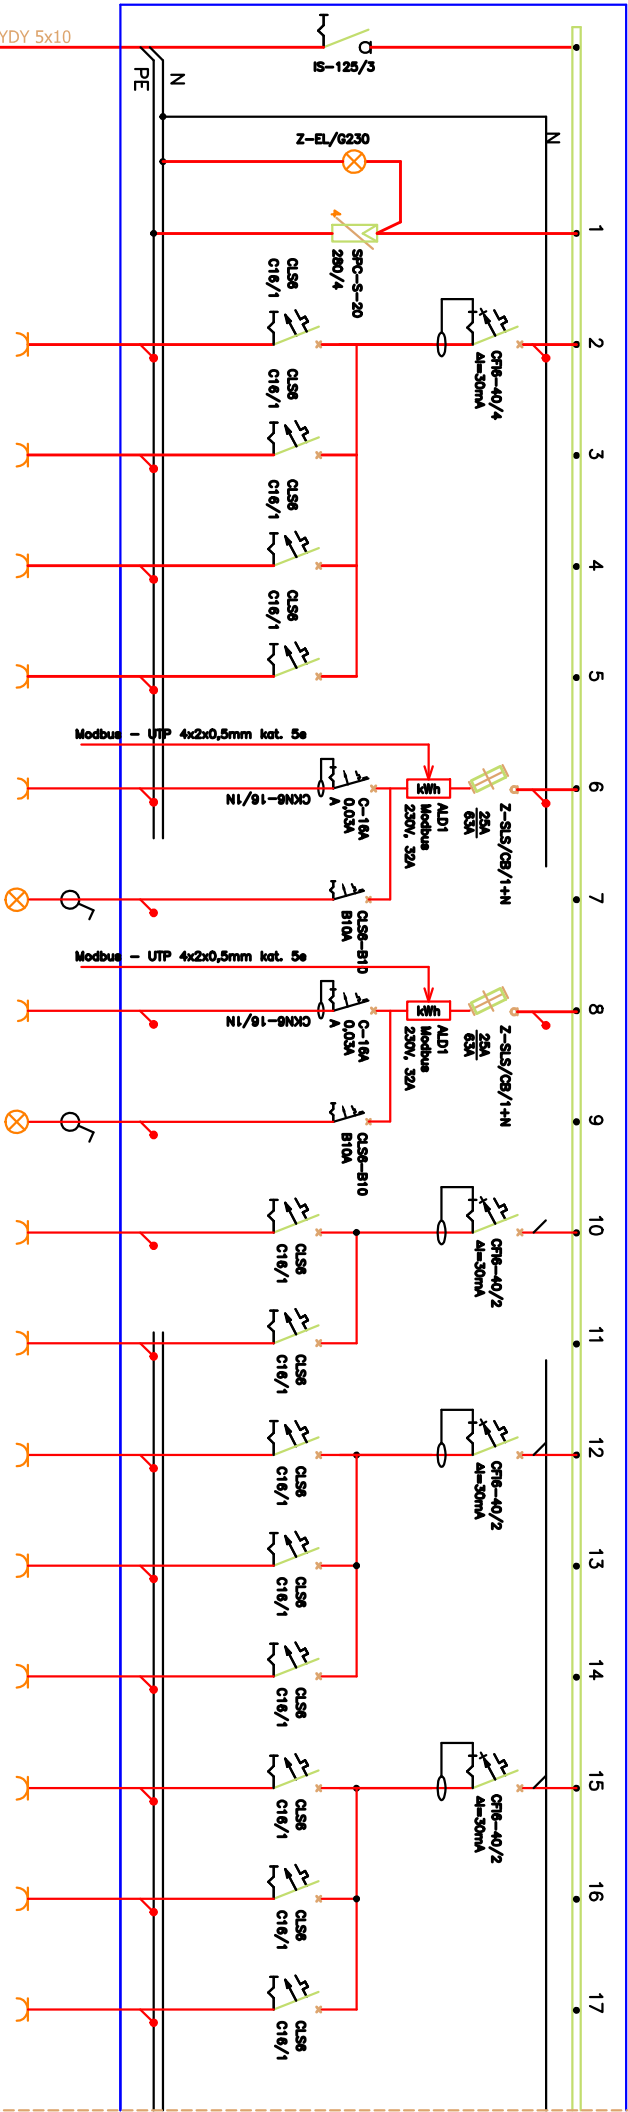 YDY 5x10
IS-125/3
N
PE
N
Z-EL/G230
1
SPC-S-20
280/4
CLS6
C16/1
2
CFI6-40/4
ΔI=30mA
CLS6
C16/1
3
CLS6
C16/1
4
CLS6
C16/1
5
Modbus - UTP 4x2x0,5mm kat. 5e
6
Z-SLS/CB/1+N
25A
63A
kWh
ALD1
Modbus
230V, 32A
C-16A
0,03A
A
CKN6-16/1N
7
CLS6-B10
B10A
Modbus - UTP 4x2x0,5mm kat. 5e
8
Z-SLS/CB/1+N
25A
63A
kWh
ALD1
Modbus
230V, 32A
C-16A
0,03A
A
CKN6-16/1N
9
CLS6-B10
B10A
10
CFI6-40/2
ΔI=30mA
CLS6
C16/1
11
CLS6
C16/1
12
CFI6-40/2
ΔI=30mA
CLS6
C16/1
13
CLS6
C16/1
14
CLS6
C16/1
15
CFI6-40/2
ΔI=30mA
CLS6
C16/1
16
CLS6
C16/1
17
CLS6
C16/1